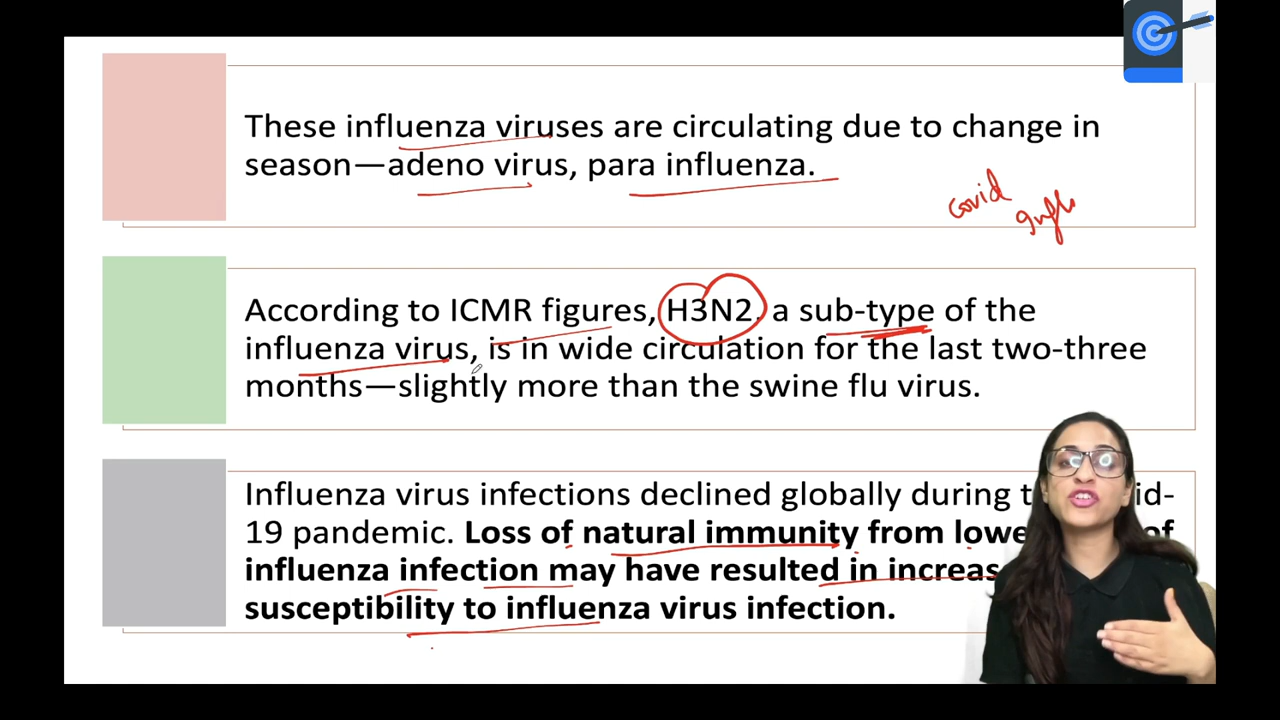 These influenza viruses are circulating due to change in
season—adeno virus, para influenza.
covid
According to ICMR figures, H3N2, a sub-type of the
influenza virus, is in wide circulation for the last two-three
months—slightly more than the swine flu virus.
Influenza virus infections declined globally during id-
19 pandemic. Loss of natural immunity from lowe of
influenza infection may have resulted in increas
susceptibility to influenza virus infection.